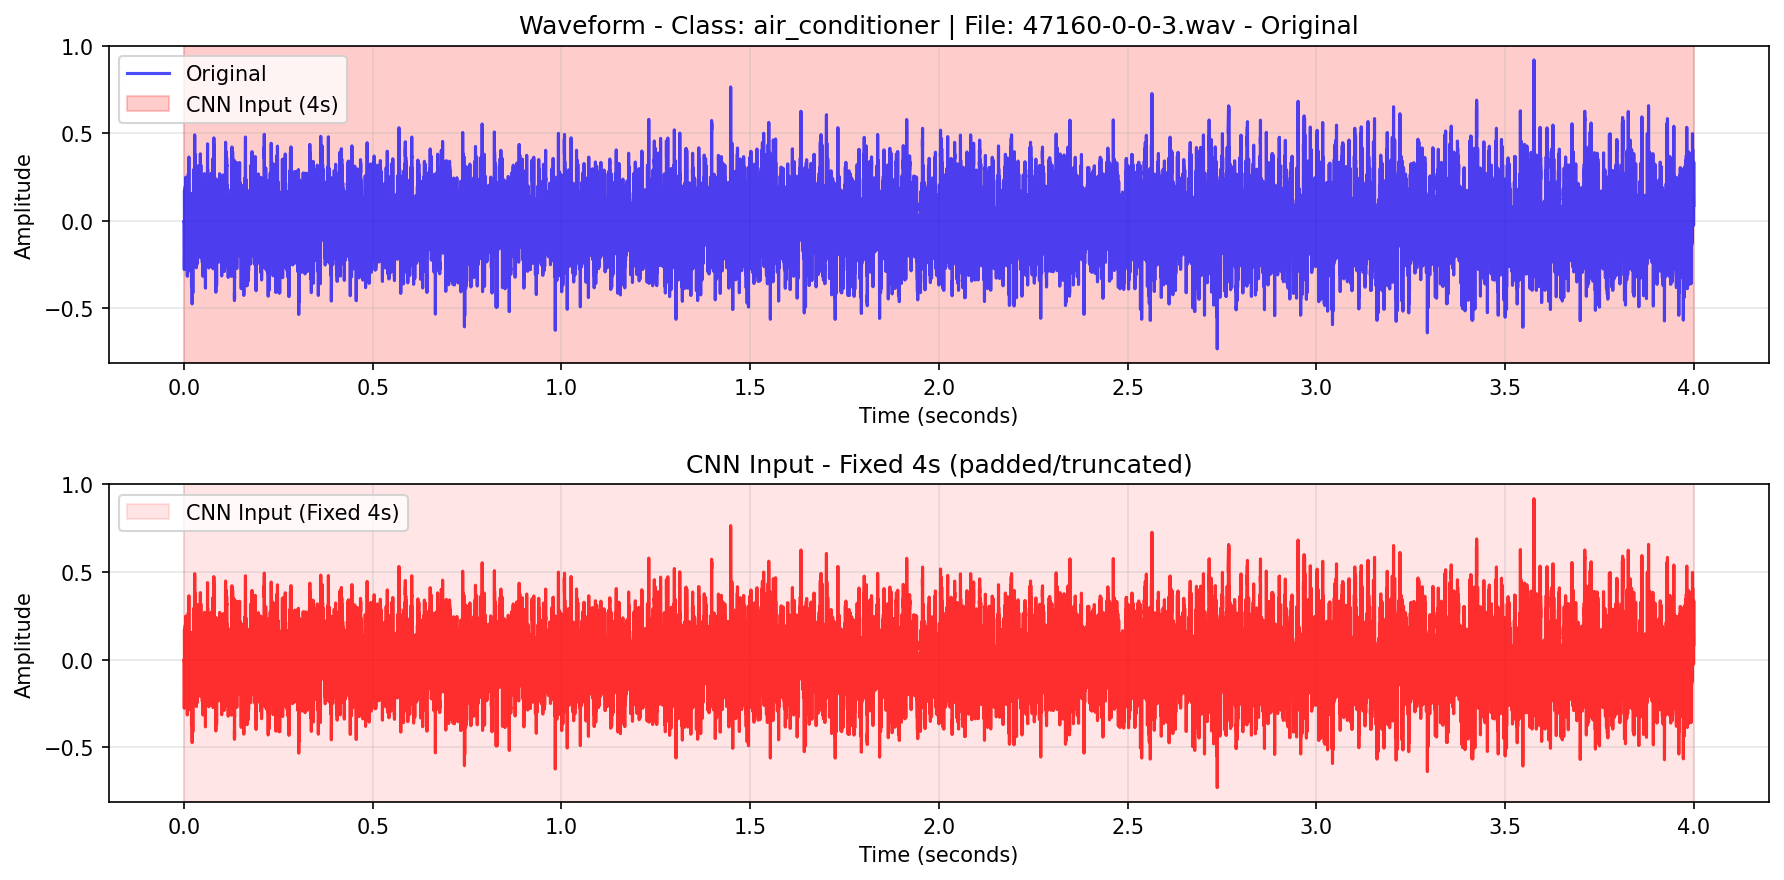 Waveform - Class: air_conditioner | File: 47160-0-0-3.wav - Original
Original
CNN Input (4s)
1.0
0.5
0.0
−0.5
Amplitude
0.0 0.5 1.0 1.5 2.0 2.5 3.0 3.5 4.0
Time (seconds)
CNN Input - Fixed 4s (padded/truncated)
CNN Input (Fixed 4s)
1.0
0.5
0.0
−0.5
Amplitude
0.0 0.5 1.0 1.5 2.0 2.5 3.0 3.5 4.0
Time (seconds)